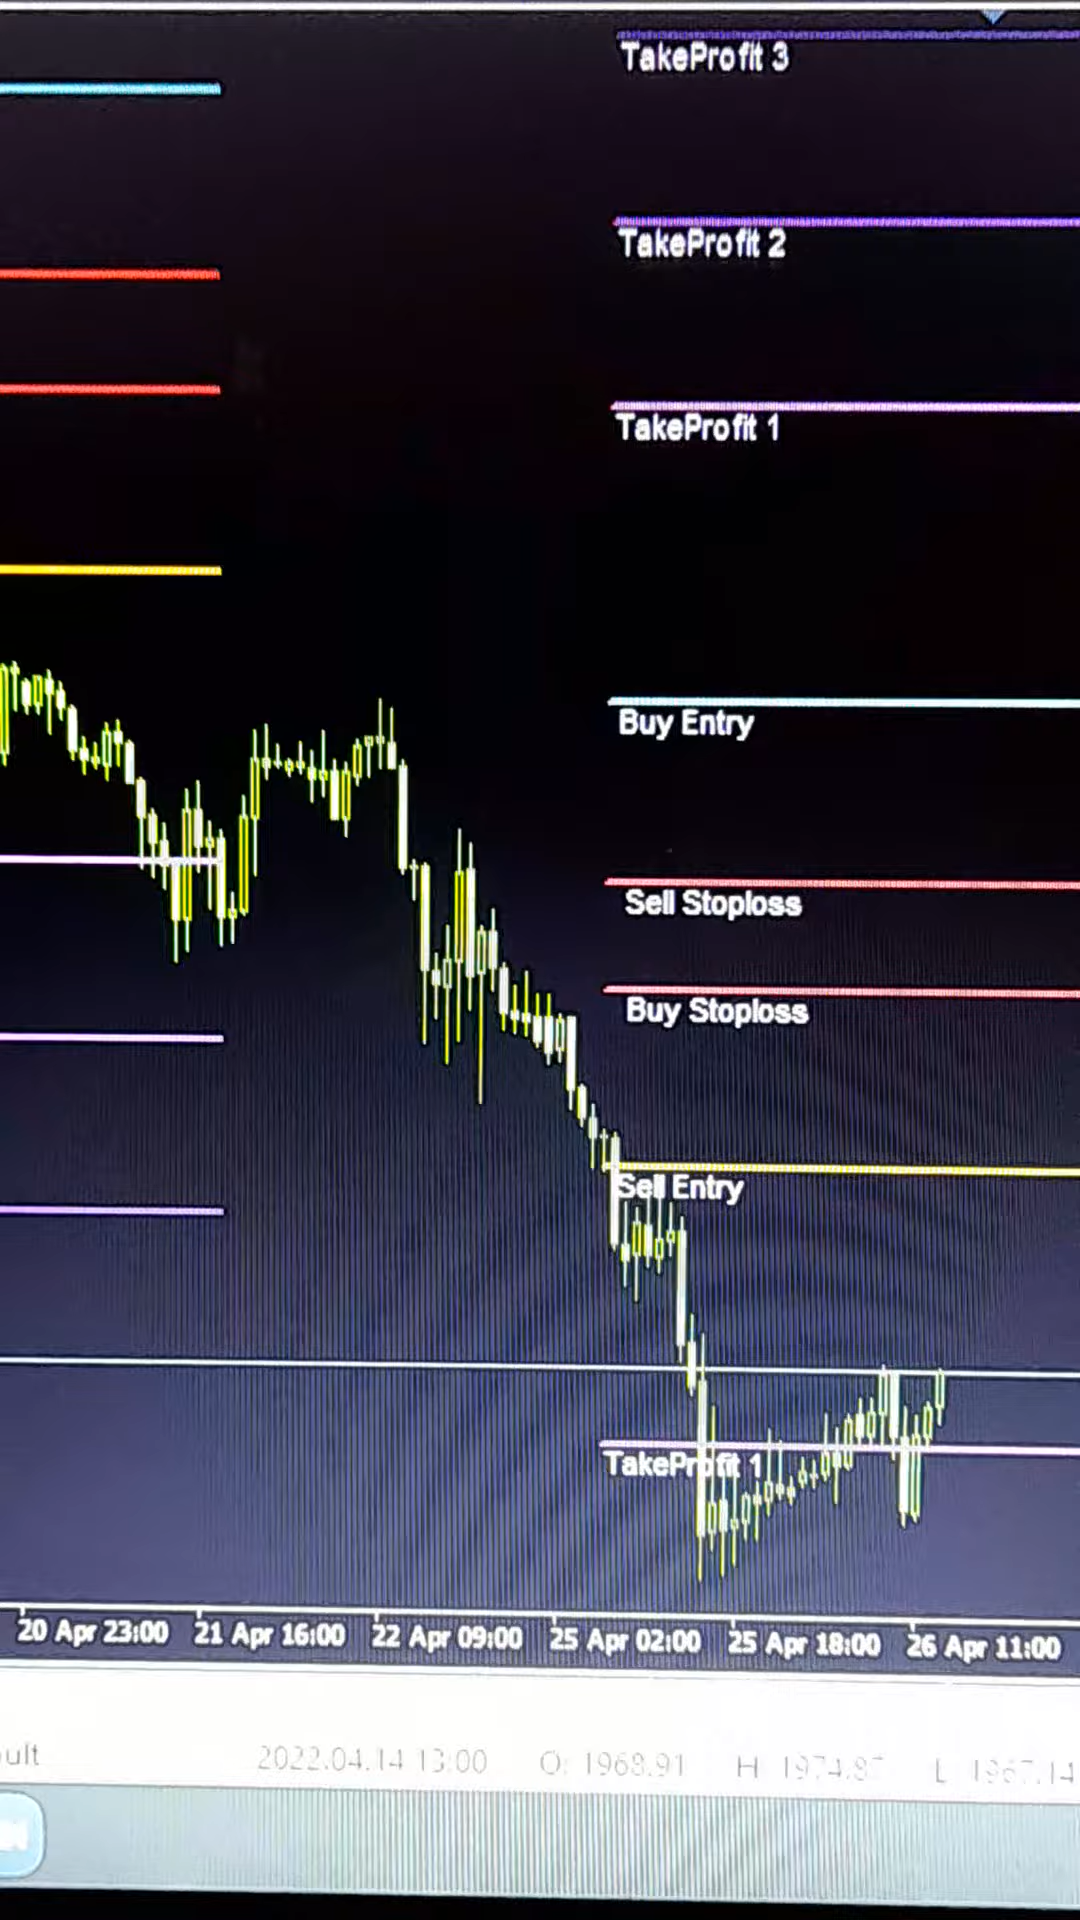 TakeProfit 3
TakeProfit 2
TakeProfit 1
Buy Entry
Sell Stoploss
Buy Stoploss
Sell Entry
TakeProfit 1
20 Apr 23:00 21 Apr 16:00 22 Apr 09:00 25 Apr 02:00 25 Apr 18:00 26 Apr 11:00
2022.04.14 13:00 O: 1968.91 H: L: 1967.14